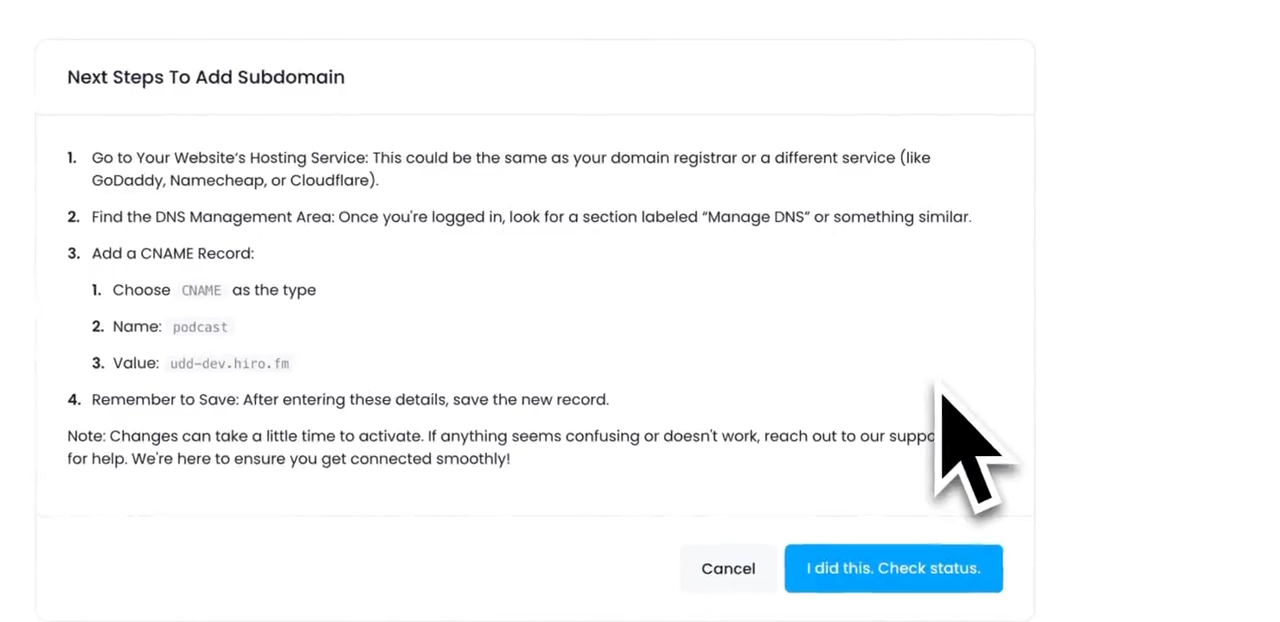 Next Steps To Add Subdomain
1. Go to Your Website's Hosting Service: This could be the same as your domain registrar or a different service (like
GoDaddy, Namecheap, or Cloudflare).
2. Find the DNS Management Area: Once you're logged in, look for a section labeled “Manage DNS” or something similar.
3. Add a CNAME Record:
1. Choose CNAME as the type
2. Name: podcast
3. Value: udd-dev.hiro.fm
4. Remember to Save: After entering these details, save the new record.
Note: Changes can take a little time to activate. If anything seems confusing or doesn't work, reach out to our
for help. We're here to ensure you get connected smoothly!
Cancel
I did this. Check status.